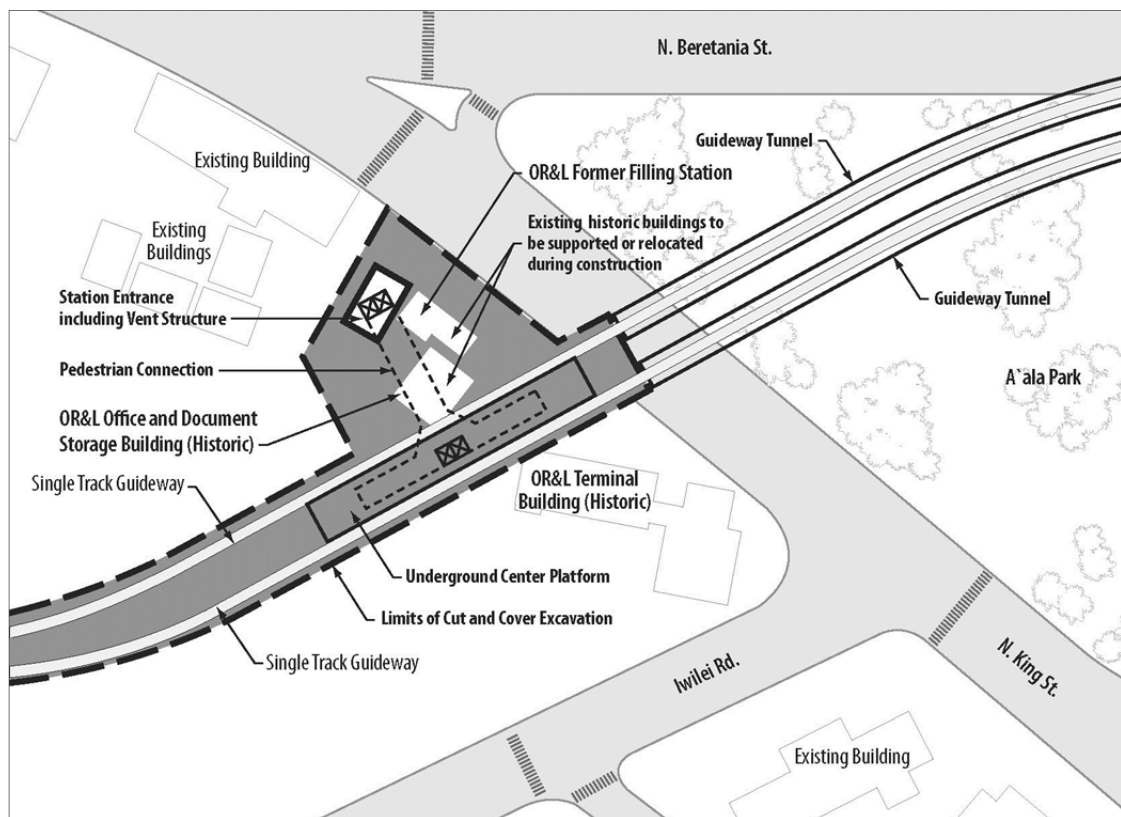 N. Beretania St.
Guideway Tunnel
Existing Building
OR&L Former Filling Station
Existing historic buildings to
be supported or relocated
during construction
Existing
Buildings
Station Entrance
including Vent Structure
Guideway Tunnel
Pedestrian Connection
A`ala Park
OR&L Office and Document
Storage Building (Historic)
Single Track Guideway
OR&L Terminal
Building (Historic)
Underground Center Platform
Limits of Cut and Cover Excavation
Single Track Guideway
Iwilei Rd.
N. King St.
Existing Building